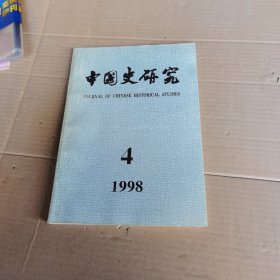 中国史研究
JOURNAL OF CHINESE HISTORICAL STUDIES
4
1998